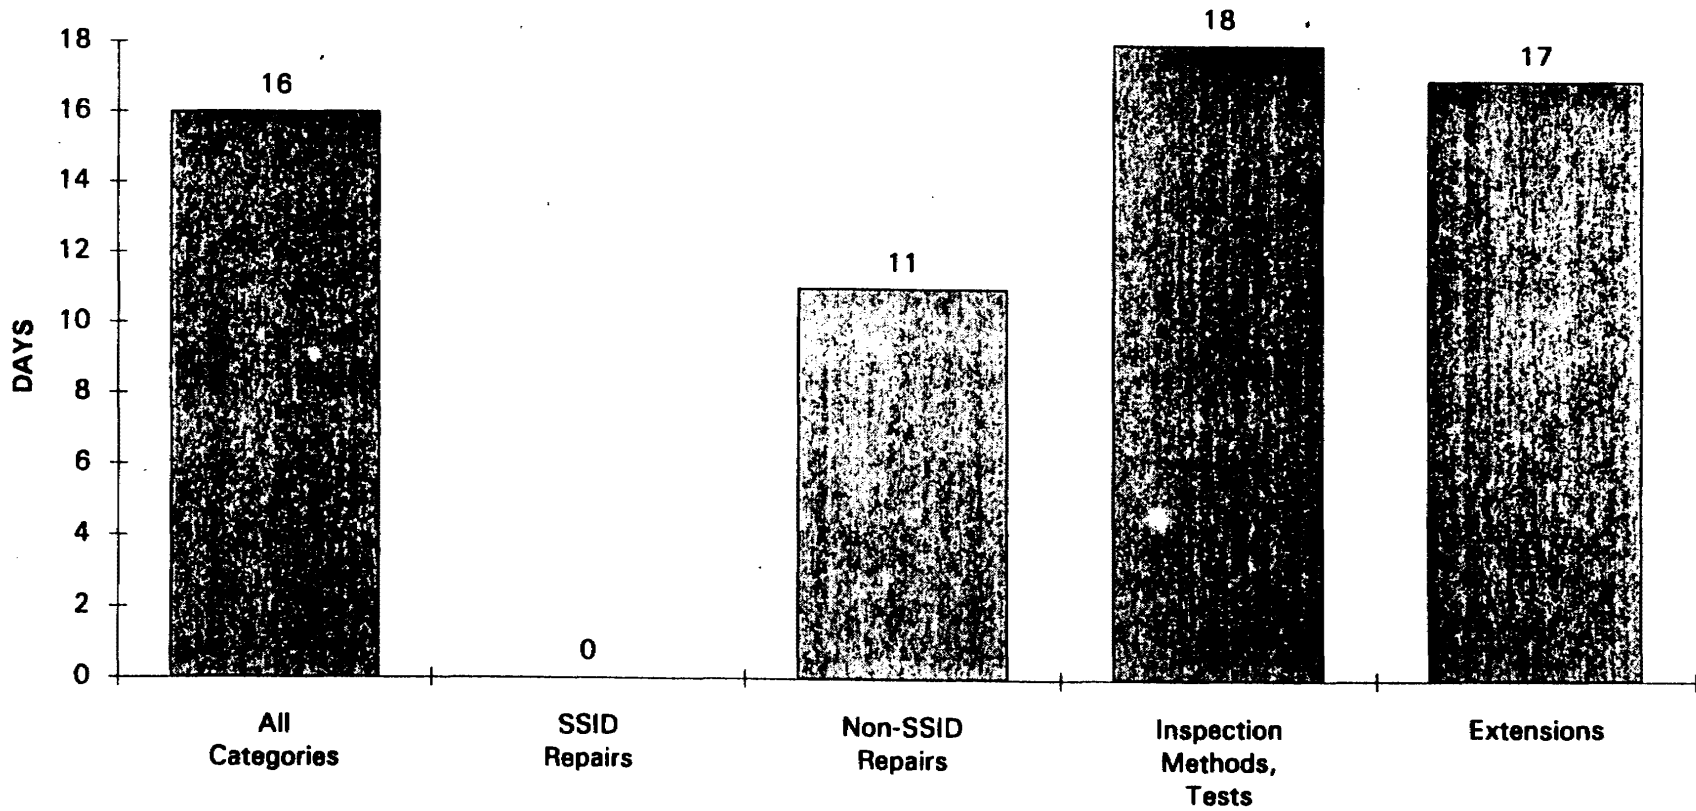 18
16
14
12
10
8
6
4
2
0
DAYS
16
0
11
18
17
All
Categories
SSID
Repairs
Non-SSID
Repairs
Inspection
Methods,
Tests
Extensions